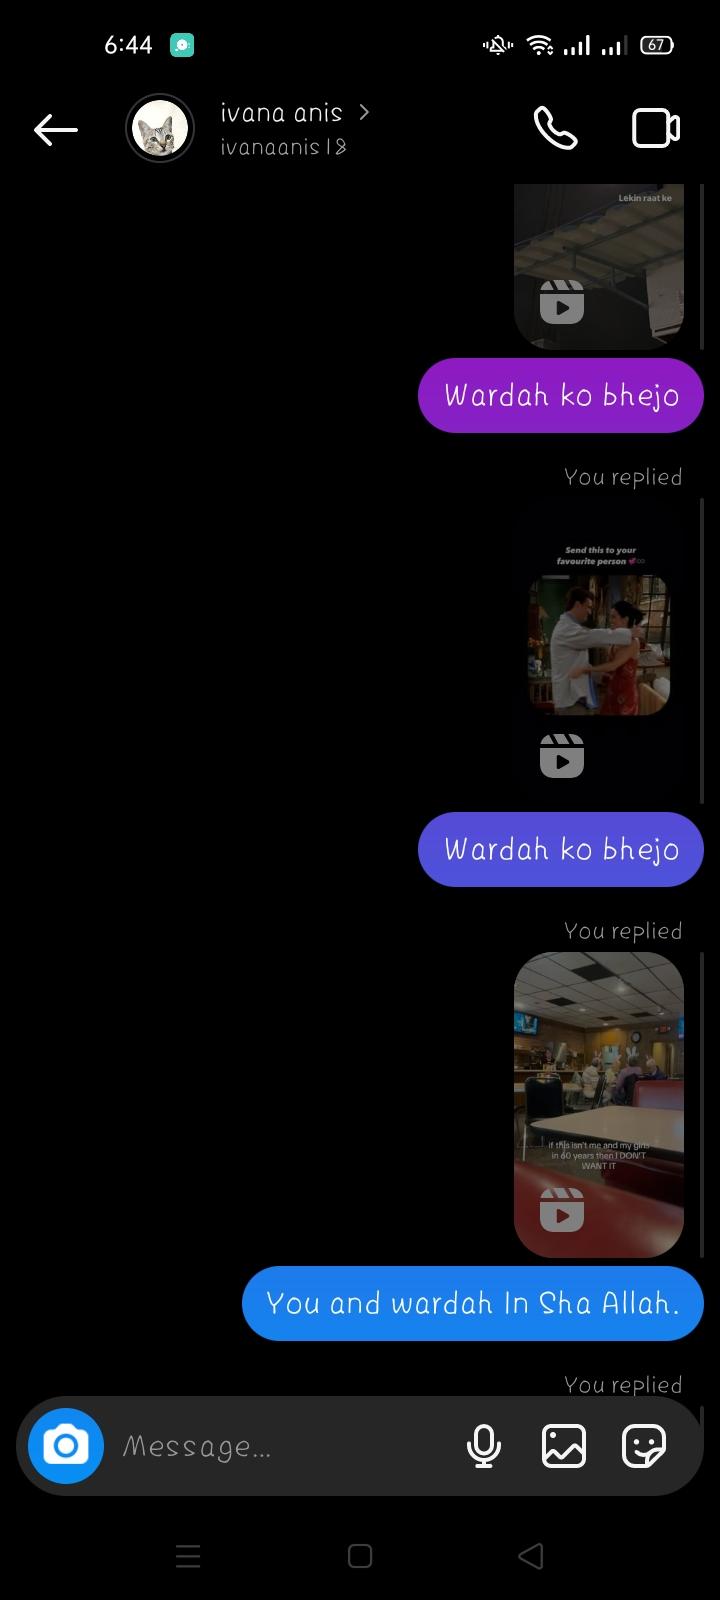 6:44
67
ivana anis
ivanaanis18
Lekin raat ke
Wardah ko bhejo
You replied
Send this to your
favourite person
Wardah ko bhejo
You replied
if this isn't me and my girls
in 60 years then I DON'T
WANT IT
You and wardah In Sha Allah.
You replied
Message...